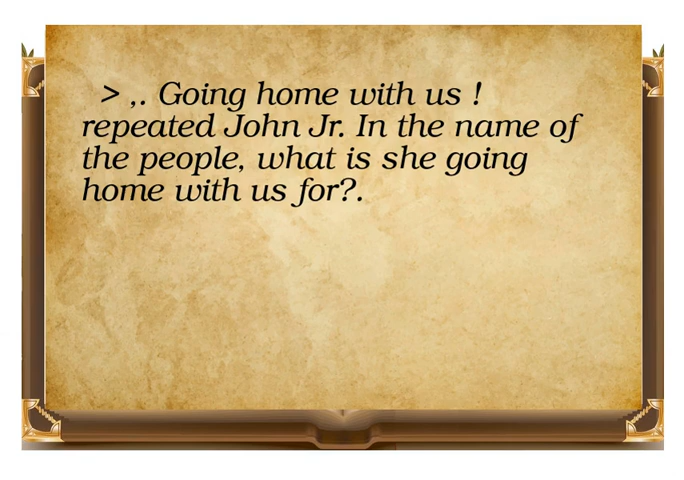 > ,. Going home with us !
repeated John Jr. In the name of
the people, what is she going
home with us for?.